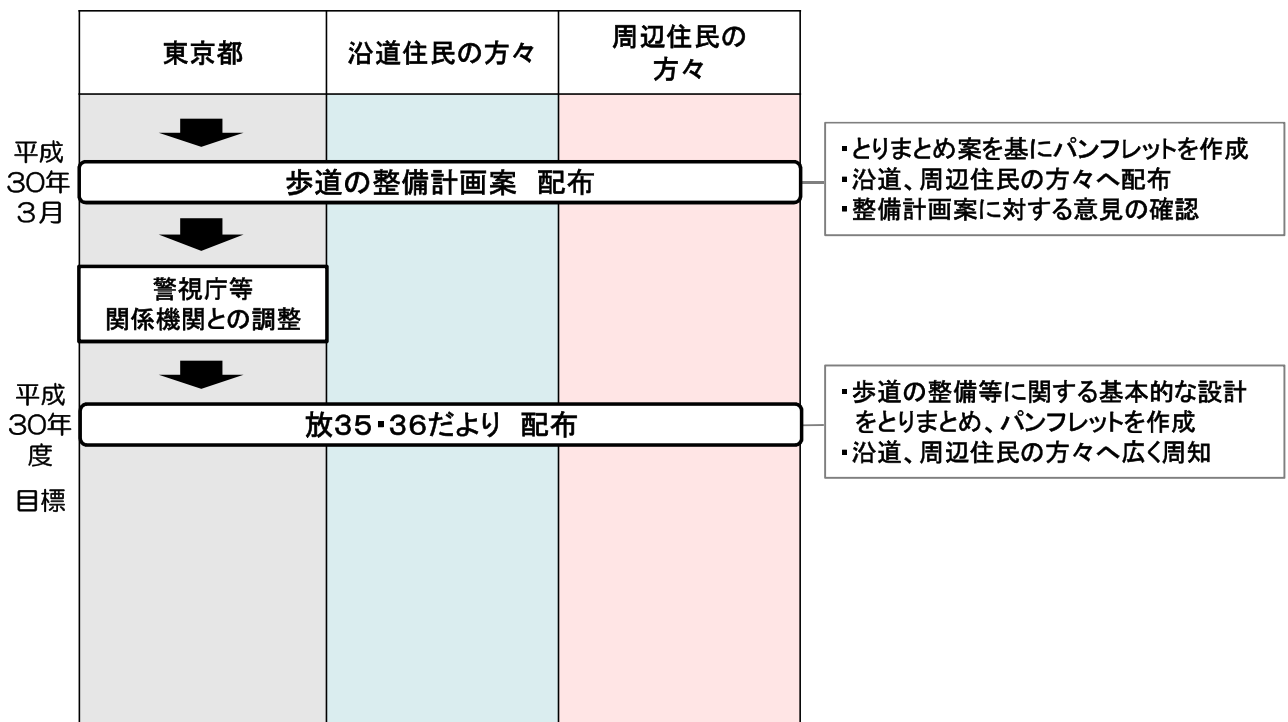 東京都
沿道住民の方々
周辺住民の
方々
平成
30年
3月
歩道の整備計画案 配布
・とりまとめ案を基にパンフレットを作成
・沿道、周辺住民の方々へ配布
・整備計画案に対する意見の確認
警視庁等
関係機関との調整
平成
30年
度
目標
放35・36だより 配布
・歩道の整備等に関する基本的な設計
をとりまとめ、パンフレットを作成
・沿道、周辺住民の方々へ広く周知